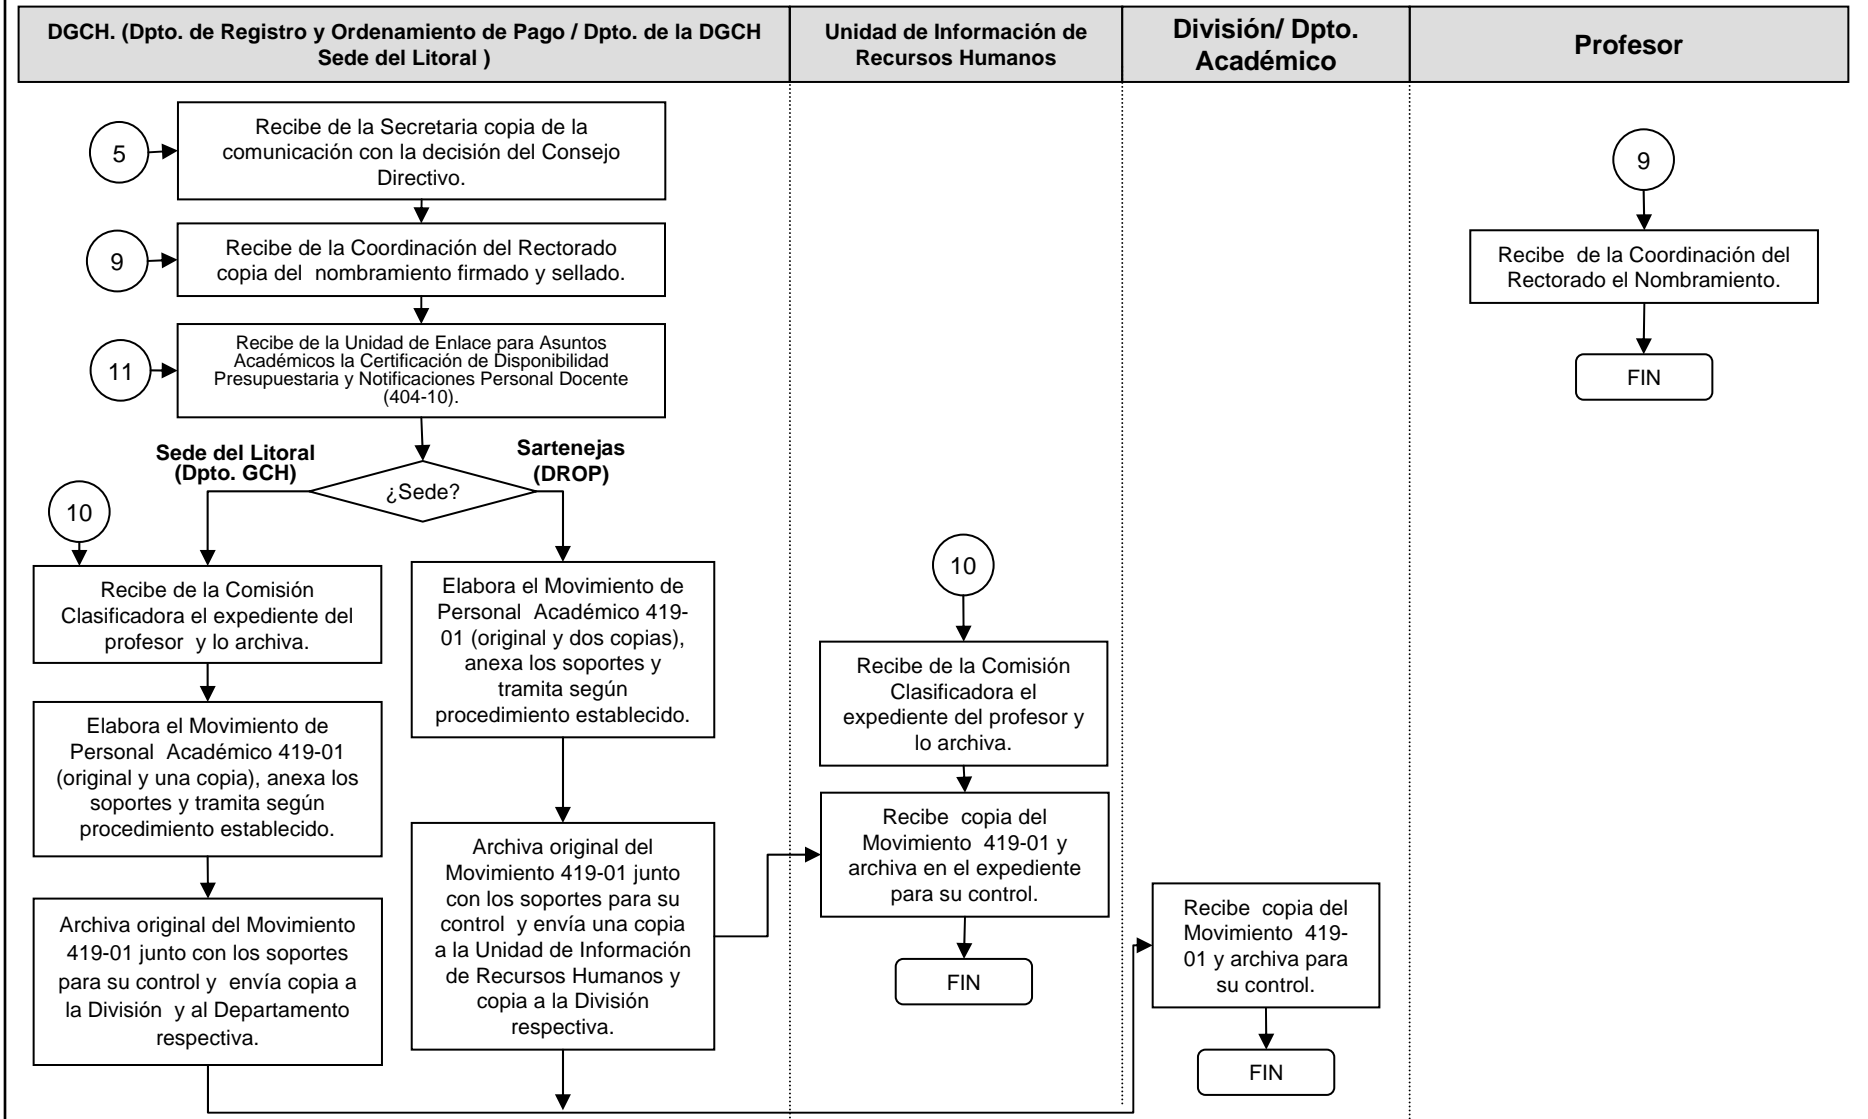 DGCH. (Dpto. de Registro y Ordenamiento de Pago / Dpto. de la DGCH
Sede del Litoral )
Unidad de Información de
Recursos Humanos
División/ Dpto.
Académico
Profesor
5
Recibe de la Secretaria copia de la
comunicación con la decisión del Consejo
Directivo.
9
Recibe de la Coordinación del Rectorado
copia del nombramiento firmado y sellado.
11
Recibe de la Unidad de Enlace para Asuntos
Académicos la Certificación de Disponibilidad
Presupuestaria y Notificaciones Personal Docente
(404-10).
Sede del Litoral
(Dpto. GCH)
Sartenejas
(DROP)
¿Sede?
10
Recibe de la Comisión
Clasificadora el expediente del
profesor y lo archiva.
Elabora el Movimiento de
Personal Académico 419-01
(original y una copia), anexa los
soportes y tramita según
procedimiento establecido.
Archiva original del Movimiento
419-01 junto con los soportes
para su control y envía copia a
la División y al Departamento
respectiva.
Elabora el Movimiento de
Personal Académico 419-
01 (original y dos copias),
anexa los soportes y
tramita según
procedimiento establecido.
Archiva original del
Movimiento 419-01 junto
con los soportes para su
control y envía una copia
a la Unidad de Información
de Recursos Humanos y
copia a la División
respectiva.
10
Recibe de la Comisión
Clasificadora el
expediente del profesor y
lo archiva.
Recibe copia del
Movimiento 419-01 y
archiva en el expediente
para su control.
FIN
Recibe copia del
Movimiento 419-
01 y archiva para
su control.
FIN
9
Recibe de la Coordinación del
Rectorado el Nombramiento.
FIN